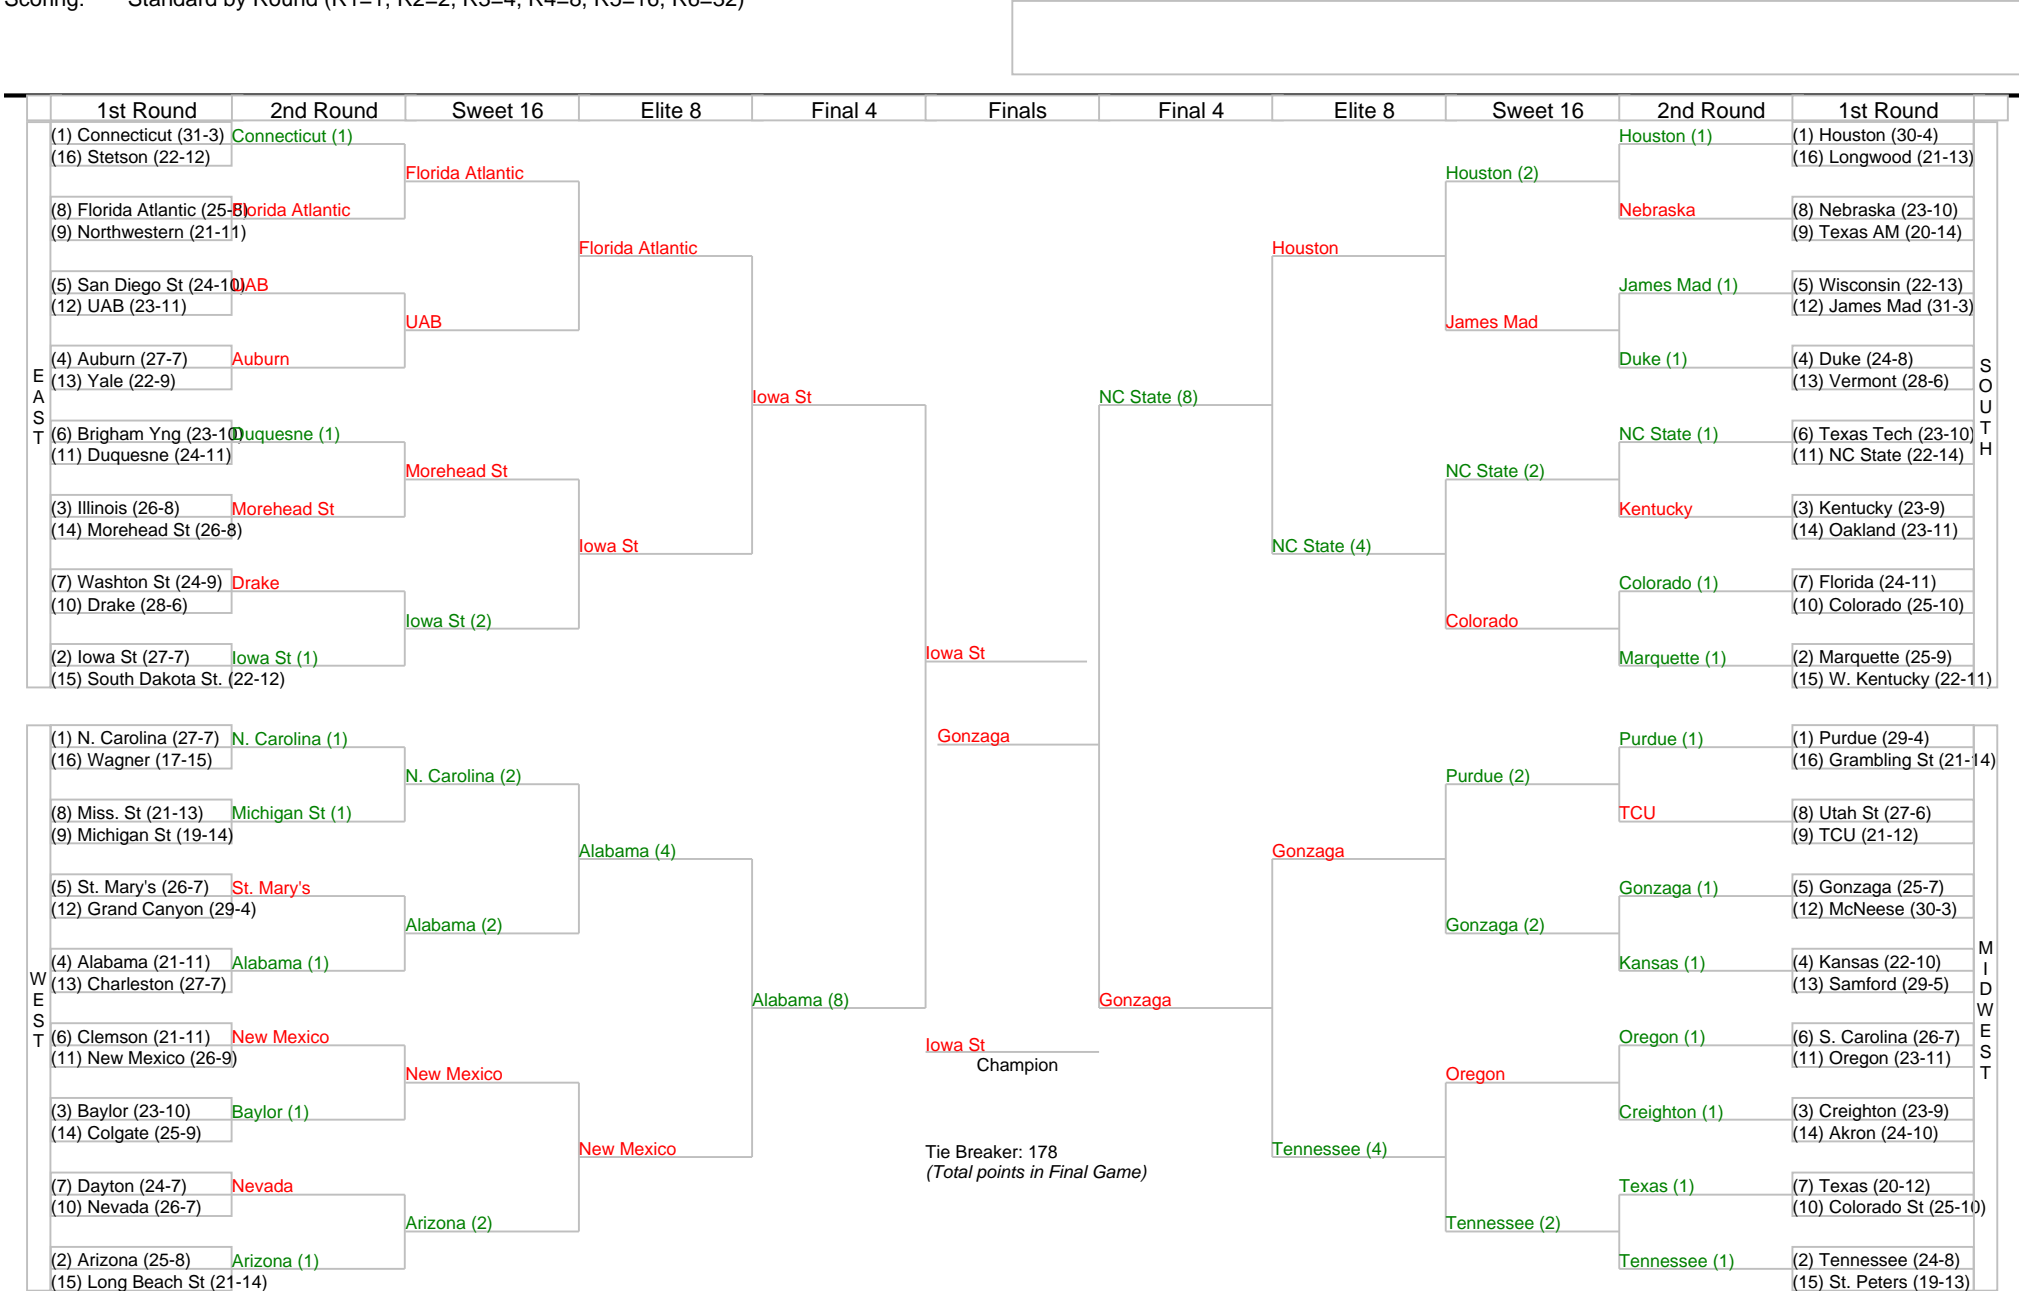 Scoring: Standard by Round (R1=1, R2=2, R3=4, R4=8, R5=16, R6=32)
1st Round 2nd Round Sweet 16 Elite 8 Final 4 Finals Final 4 Elite 8 Sweet 16 2nd Round 1st Round
EAST
(1) Connecticut (31-3)
(16) Stetson (22-12)
(8) Florida Atlantic (25-8)
(9) Northwestern (21-11)
(5) San Diego St (24-10)
(12) UAB (23-11)
(4) Auburn (27-7)
(13) Yale (22-9)
(6) Brigham Yng (23-10)
(11) Duquesne (24-11)
(3) Illinois (26-8)
(14) Morehead St (26-8)
(7) Washton St (24-9)
(10) Drake (28-6)
(2) Iowa St (27-7)
(15) South Dakota St. (22-12)
Connecticut (1)
Florida Atlantic
UAB
Auburn
Duquesne (1)
Morehead St
Drake
Iowa St (1)
Florida Atlantic
UAB
Morehead St
Iowa St (2)
Florida Atlantic
Iowa St
Iowa St
WEST
(1) N. Carolina (27-7)
(16) Wagner (17-15)
(8) Miss. St (21-13)
(9) Michigan St (19-14)
(5) St. Mary's (26-7)
(12) Grand Canyon (29-4)
(4) Alabama (21-11)
(13) Charleston (27-7)
(6) Clemson (21-11)
(11) New Mexico (26-9)
(3) Baylor (23-10)
(14) Colgate (25-9)
(7) Dayton (24-7)
(10) Nevada (26-7)
(2) Arizona (25-8)
(15) Long Beach St (21-14)
N. Carolina (1)
Michigan St (1)
St. Mary's
Alabama (1)
New Mexico
Baylor (1)
Nevada
Arizona (1)
N. Carolina (2)
Alabama (2)
New Mexico
Arizona (2)
Alabama (4)
New Mexico
Alabama (8)
Iowa St
Gonzaga
Iowa St
Champion
Tie Breaker: 178
(Total points in Final Game)
NC State (8)
Houston
NC State (4)
Houston (2)
James Mad
NC State (2)
Colorado
Houston (1)
Nebraska
James Mad (1)
Duke (1)
NC State (1)
Kentucky
Colorado (1)
Marquette (1)
(1) Houston (30-4)
(16) Longwood (21-13)
(8) Nebraska (23-10)
(9) Texas AM (20-14)
(5) Wisconsin (22-13)
(12) James Mad (31-3)
(4) Duke (24-8)
(13) Vermont (28-6)
(6) Texas Tech (23-10)
(11) NC State (22-14)
(3) Kentucky (23-9)
(14) Oakland (23-11)
(7) Florida (24-11)
(10) Colorado (25-10)
(2) Marquette (25-9)
(15) W. Kentucky (22-11)
SOUTH
Gonzaga
Gonzaga
Tennessee (4)
Purdue (2)
Gonzaga (2)
Oregon
Tennessee (2)
Purdue (1)
TCU
Gonzaga (1)
Kansas (1)
Oregon (1)
Creighton (1)
Texas (1)
Tennessee (1)
(1) Purdue (29-4)
(16) Grambling St (21-14)
(8) Utah St (27-6)
(9) TCU (21-12)
(5) Gonzaga (25-7)
(12) McNeese (30-3)
(4) Kansas (22-10)
(13) Samford (29-5)
(6) S. Carolina (26-7)
(11) Oregon (23-11)
(3) Creighton (23-9)
(14) Akron (24-10)
(7) Texas (20-12)
(10) Colorado St (25-10)
(2) Tennessee (24-8)
(15) St. Peters (19-13)
MIDWEST